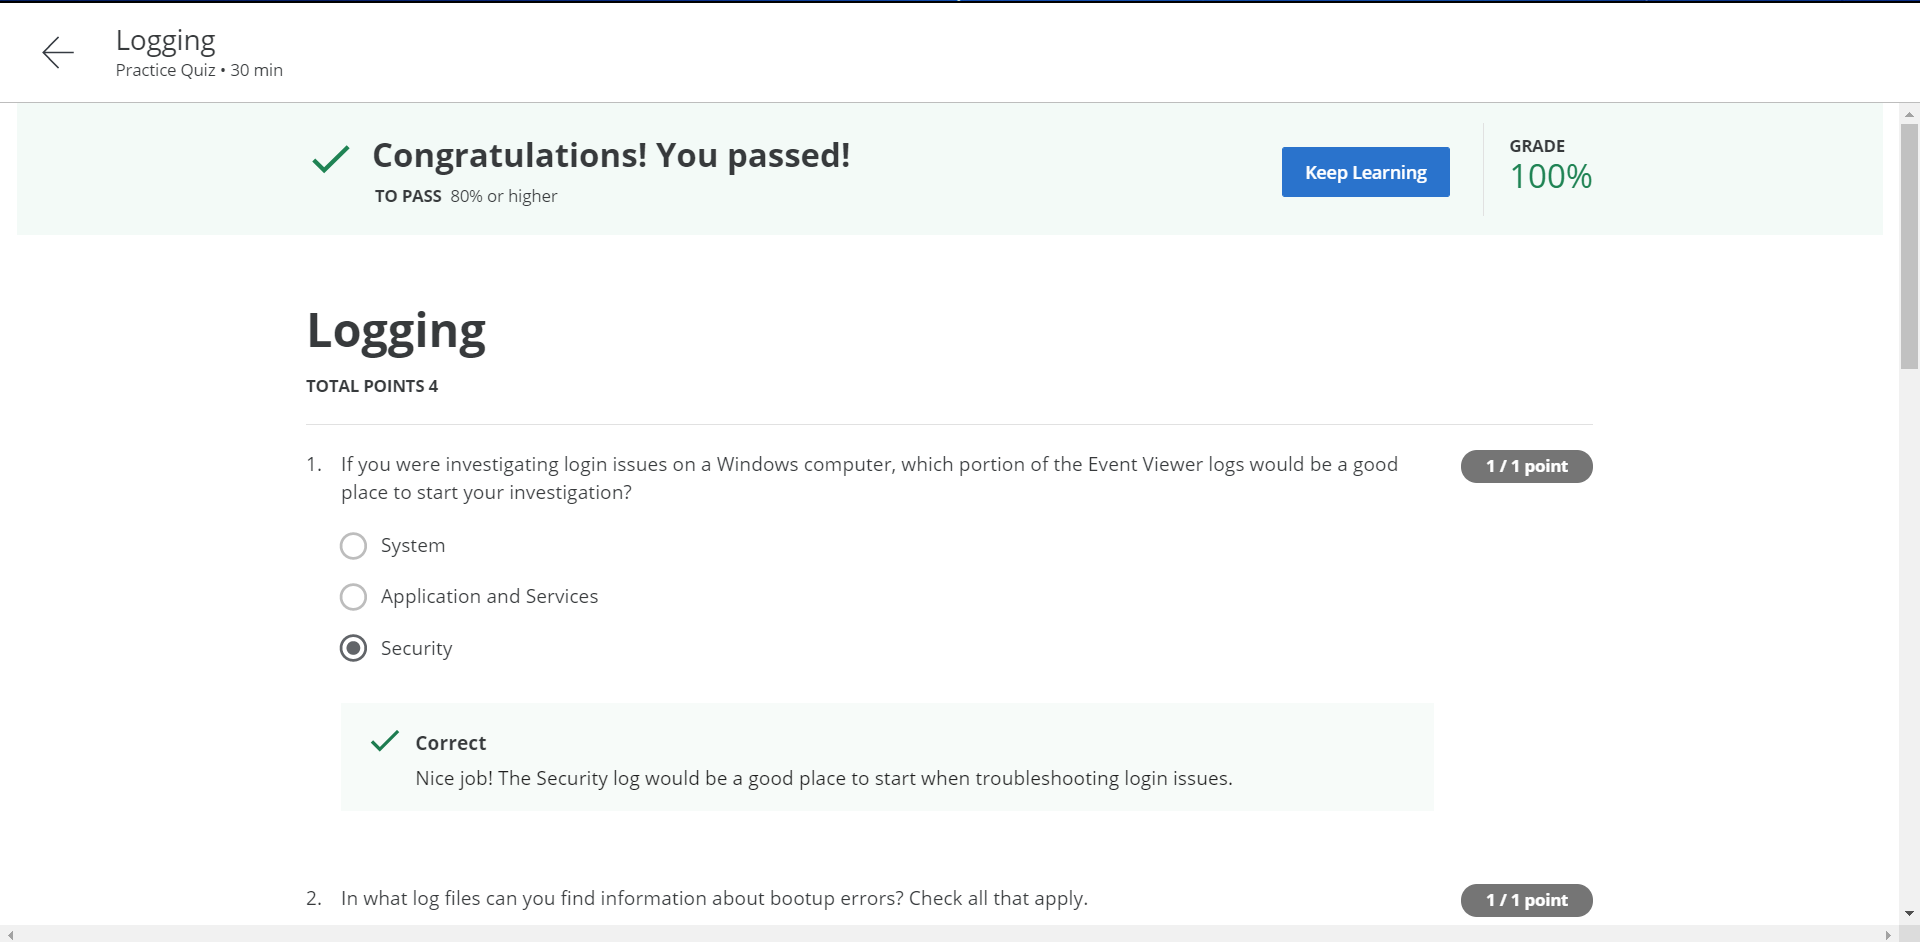 Logging
Practice Quiz • 30 min
Congratulations! You passed!
TO PASS 80% or higher
Keep Learning
GRADE
100%
Logging
TOTAL POINTS 4
1. If you were investigating login issues on a Windows computer, which portion of the Event Viewer logs would be a good
place to start your investigation?
1 / 1 point
System
Application and Services
Security
Correct
Nice job! The Security log would be a good place to start when troubleshooting login issues.
2. In what log files can you find information about bootup errors? Check all that apply.
1 / 1 point